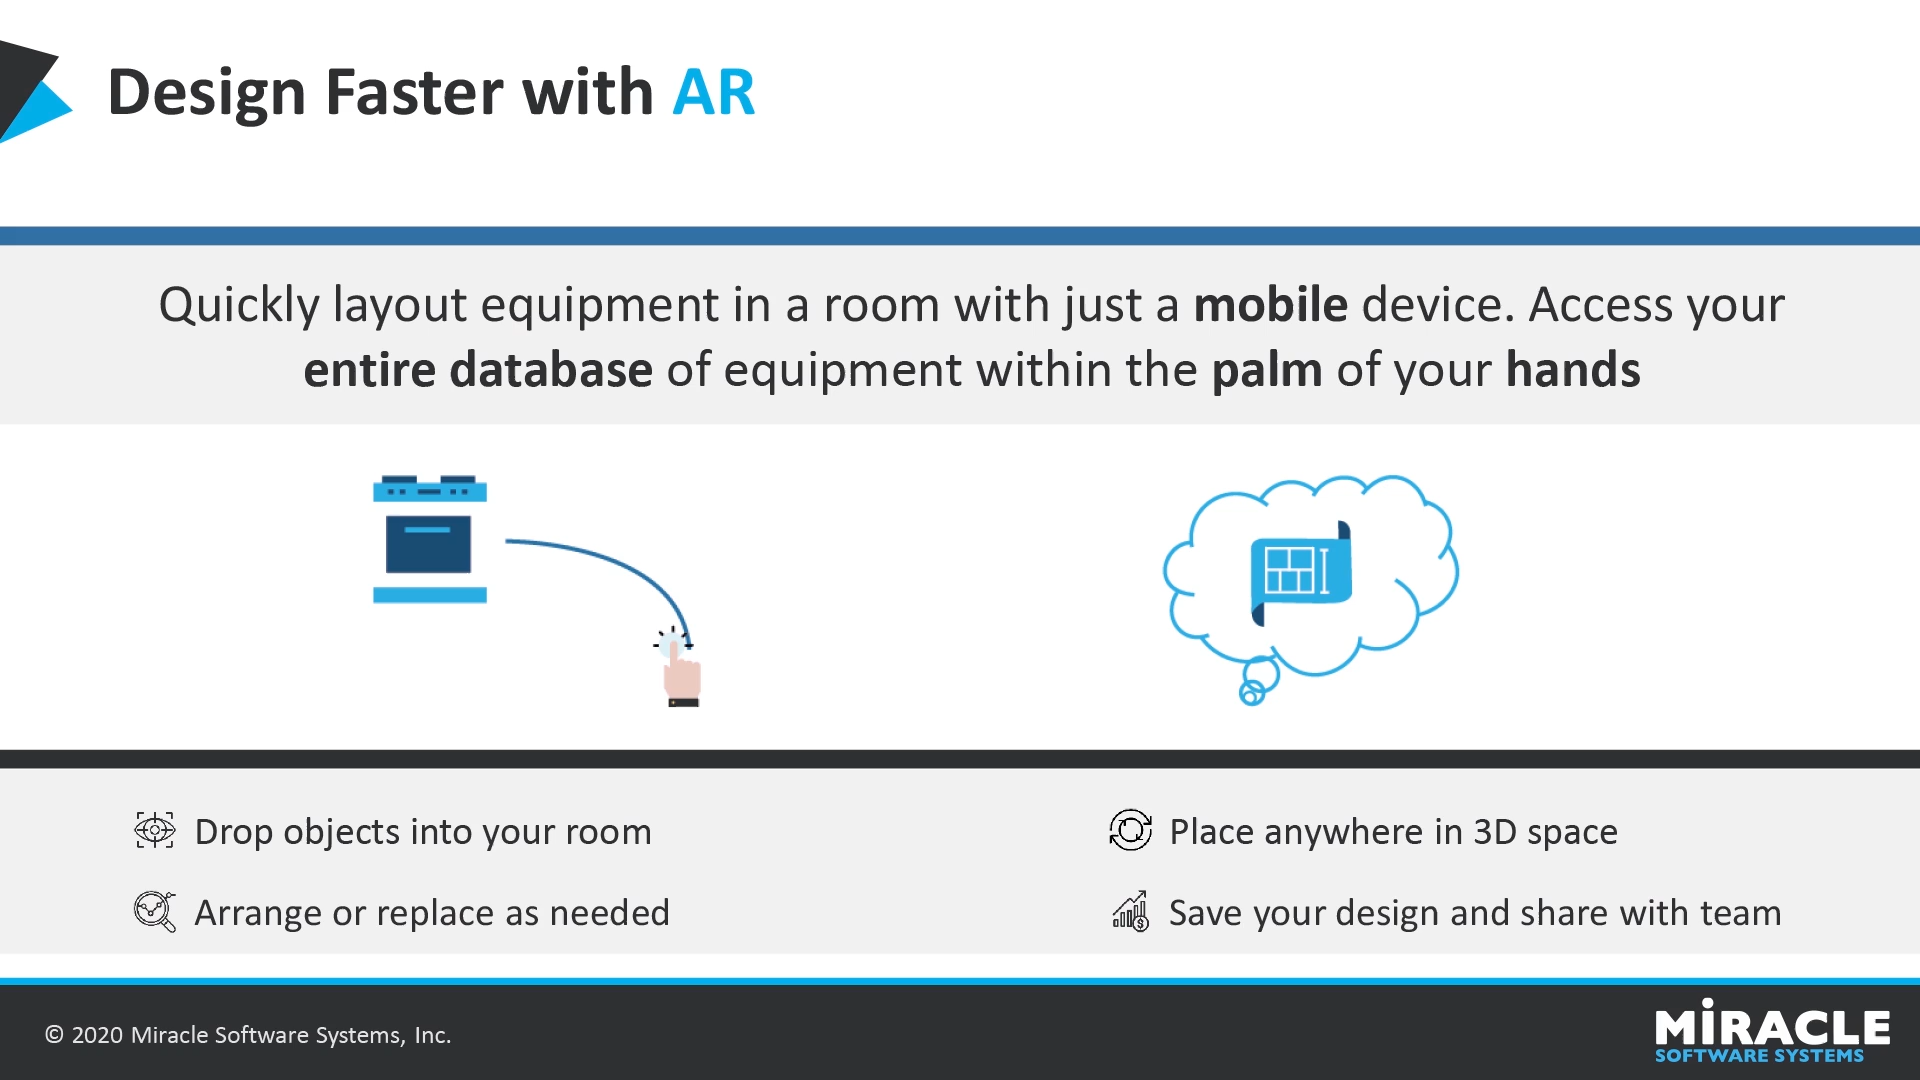 Design Faster with AR
Quickly layout equipment in a room with just a mobile device. Access your
entire database of equipment within the palm of your hands
Drop objects into your room
Place anywhere in 3D space
Arrange or replace as needed
Save your design and share with team
© 2020 Miracle Software Systems, Inc.
MiRACLE
SOFTWARE SYSTEMS